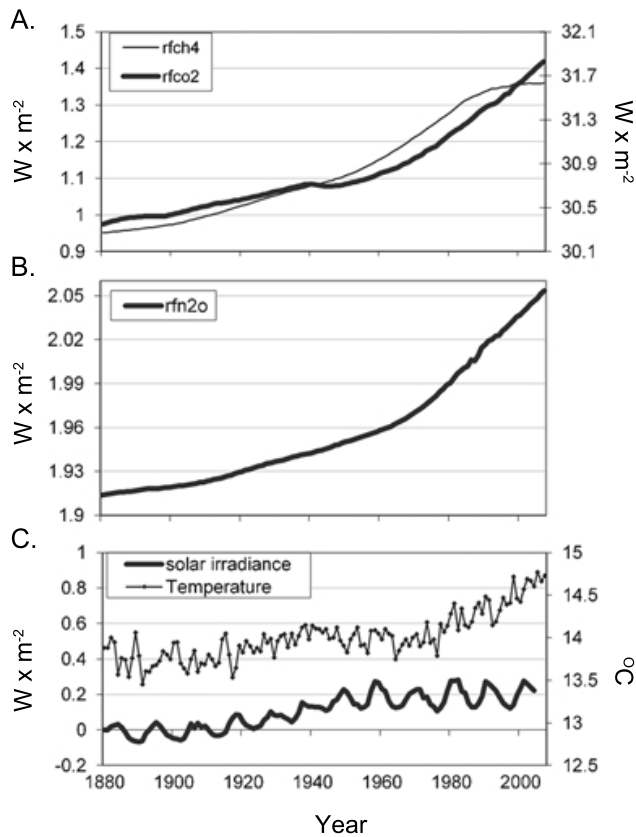 A.
1.5
1.4
1.3
1.2
1.1
1
0.9
W x m-2
rfch4
rfco2
32.1
31.7
31.3
30.9
30.5
30.1
W x m-2
B.
2.05
2.02
1.99
1.96
1.93
1.9
W x m-2
rfn2o
C.
1
0.8
0.6
0.4
0.2
0
-0.2
W x m-2
solar irradiance
Temperature
15
14.5
14
13.5
13
12.5
OC
1880 1900 1920 1940 1960 1980 2000
Year